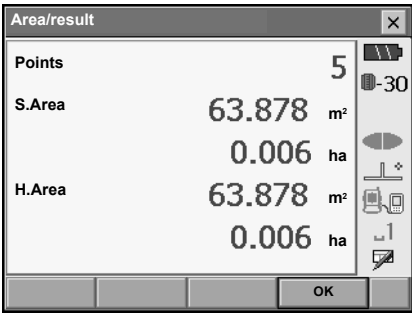 Area/result
Points 5
-30
S.Area 63.878 m²
0.006 ha
H.Area 63.878 m²
0.006 ha
1
OK